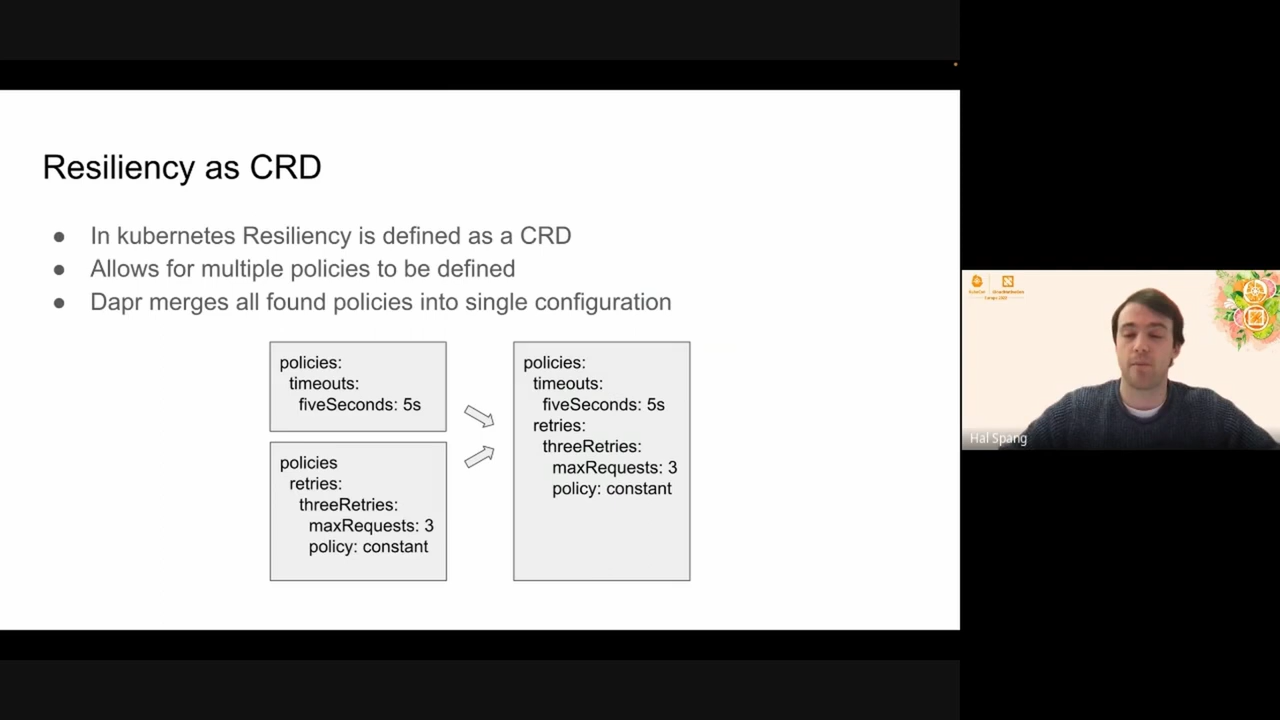 Resiliency as CRD
● In kubernetes Resiliency is defined as a CRD
● Allows for multiple policies to be defined
● Dapr merges all found policies into single configuration
policies:
timeouts:
fiveSeconds: 5s
policies
retries:
threeRetries:
maxRequests: 3
policy: constant
policies:
timeouts:
fiveSeconds: 5s
retries:
threeRetries:
maxRequests: 3
policy: constant
Hal Spang